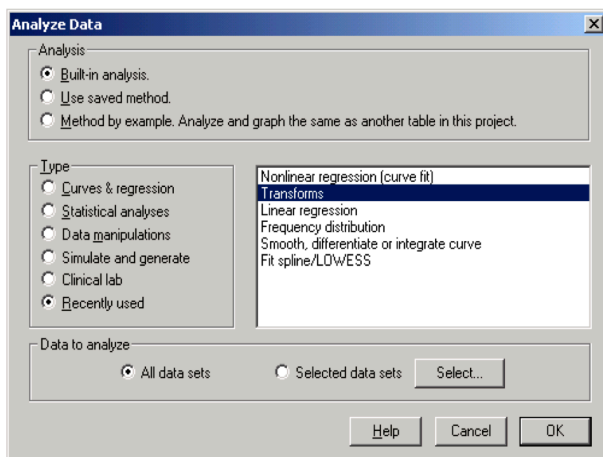 Analyze Data
Analysis
Built-in analysis.
Use saved method.
Method by example. Analyze and graph the same as another table in this project.
Type
Curves & regression
Statistical analyses
Data manipulations
Simulate and generate
Clinical lab
Recently used
Nonlinear regression (curve fit)
Transforms
Linear regression
Frequency distribution
Smooth, differentiate or integrate curve
Fit spline/LOWESS
Data to analyze
All data sets
Selected data sets
Select...
Help
Cancel
OK